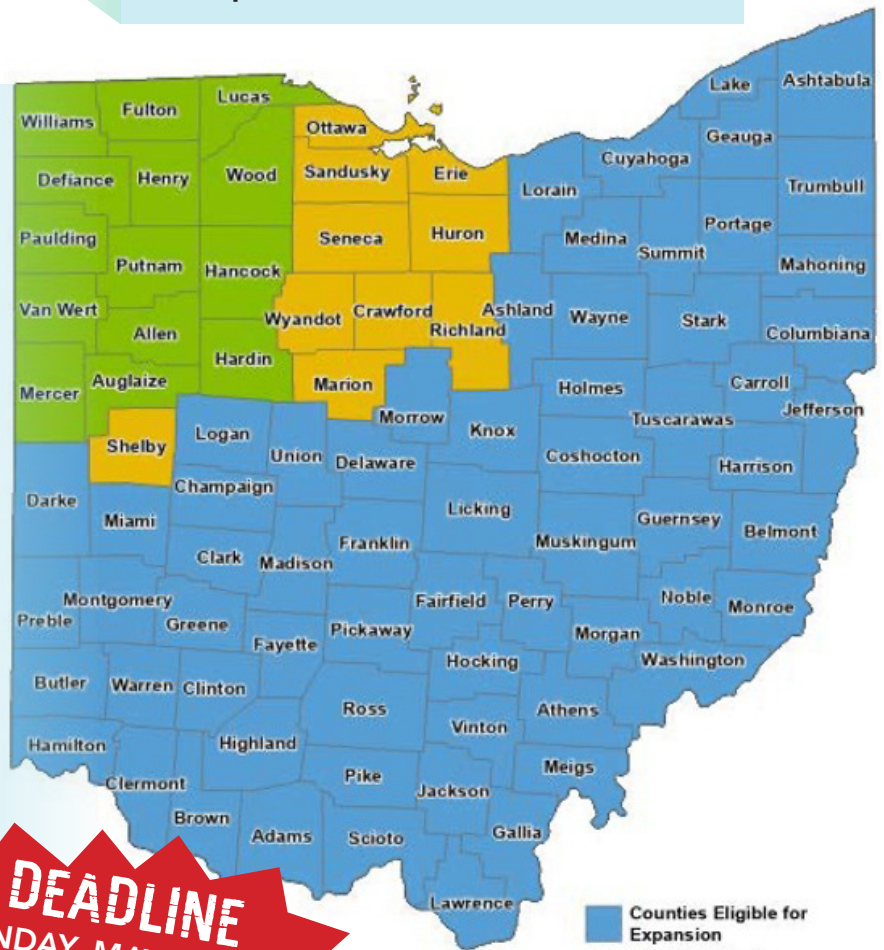 Lake
Ashtabula
Lucas
Fulton
Williams
Geauga
Ottawa
Cuyahoga
Sandusky
Erie
Wood
Henry
Defiance
Lorain
Trumbull
Portage
Huron
Seneca
Medina
Paulding
Summit
Putnam
Hancock
Mahoning
Van Wert
Ashland
Crawford
Wyandot
Wayne
Stark
Richland
Allen
Columbiana
Hardin
Auglaize
Marion
Carroll
Holmes
Mercer
Jefferson
Morrow
Tuscarawas
Knox
Logan
Shelby
Union
Coshocton
Delaware
Harrison
Champaign
Darke
Licking
Miami
Guernsey
Belmont
Franklin
Muskingum
Clark
Madison
Noble
Montgomery
Fairfield
Perry
Monroe
Preble
Greene
Pickaway
Morgan
Fayette
Hocking
Washington
Butler
Warren
Clinton
Ross
Athens
Vinton
Hamilton
Highland
Meigs
Pike
Clermont
Jackson
Brown
Adams
Scioto
Gallia
DEADLINE
Lawrence
Counties Eligible for
Expansion